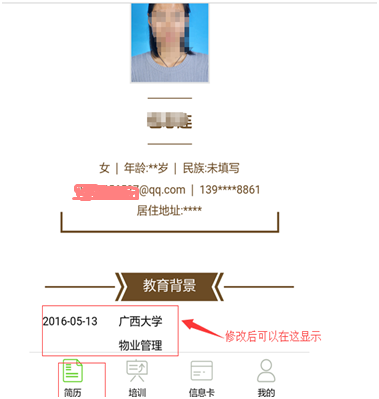 女 | 年龄:**岁 | 民族:未填写
@qq.com | 139****8861
居住地址:****
教育背景
2016-05-13 广西大学
物业管理
修改后可以在这显示
简历 培训 信息卡 我的